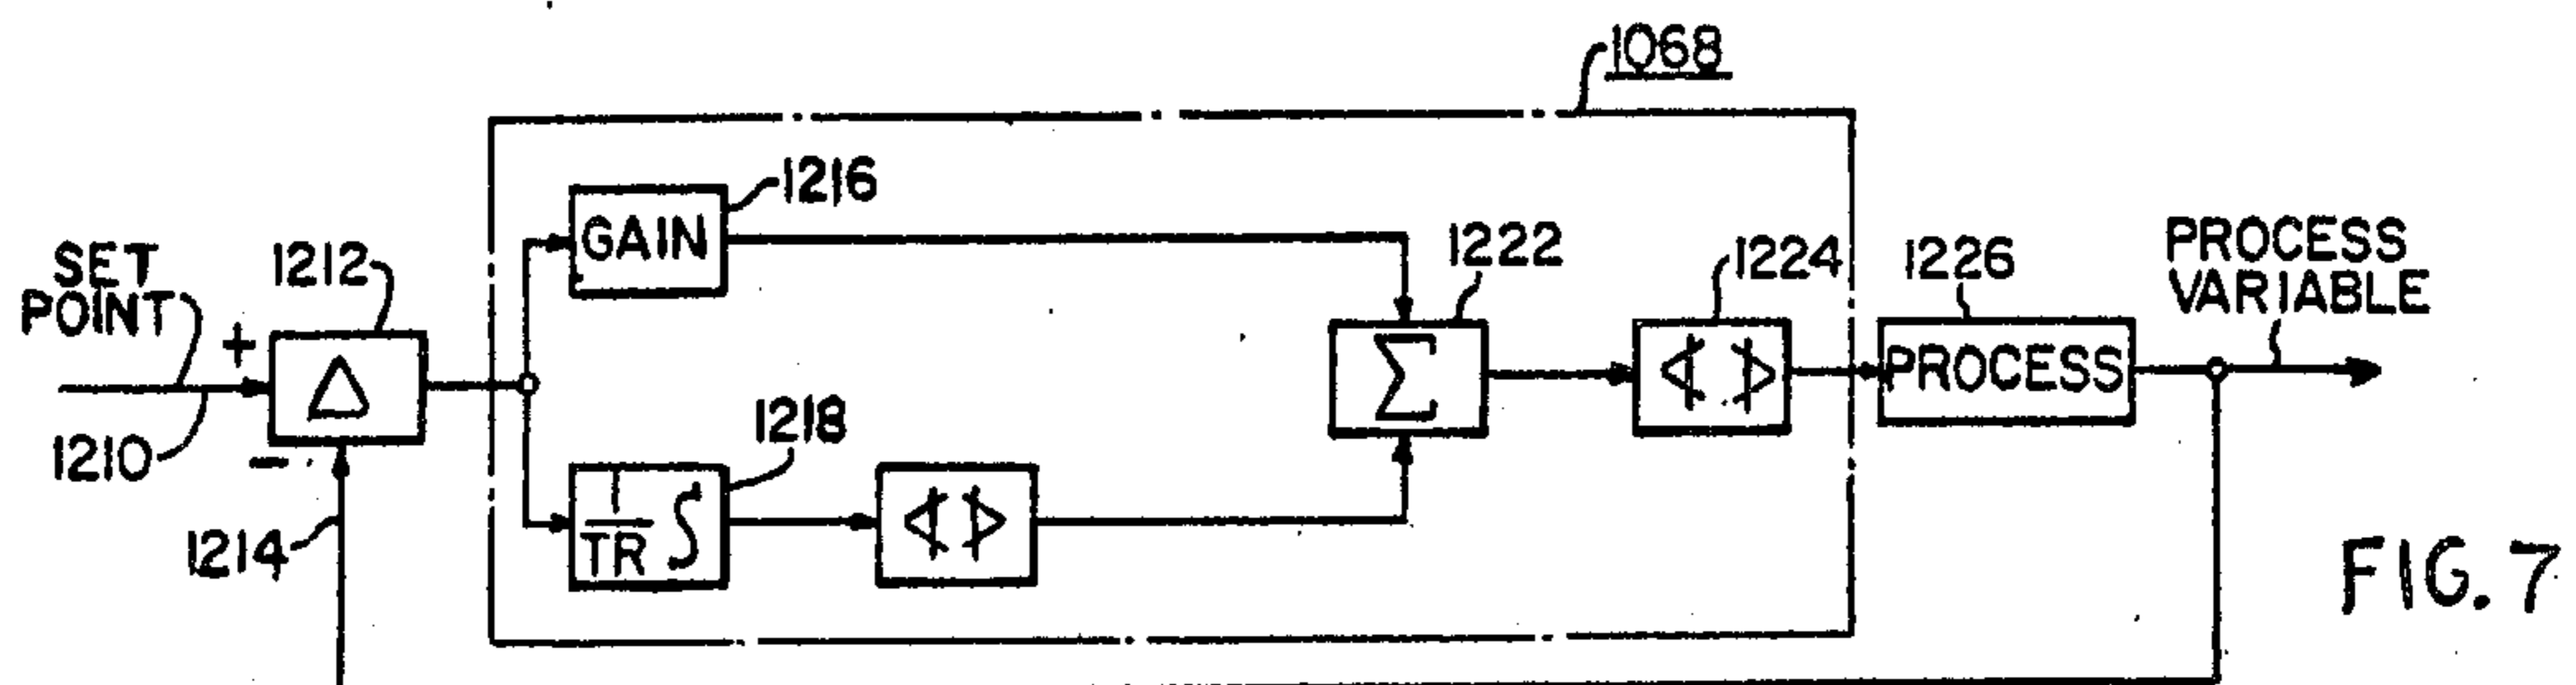 1068
1216
GAIN
SET
POINT
1212
+
Δ
1210
−
1214
1218
1
TR ∫
◁ ▷
1222
Σ
1224
◁ ▷
1226
PROCESS
PROCESS
VARIABLE
FIG. 7